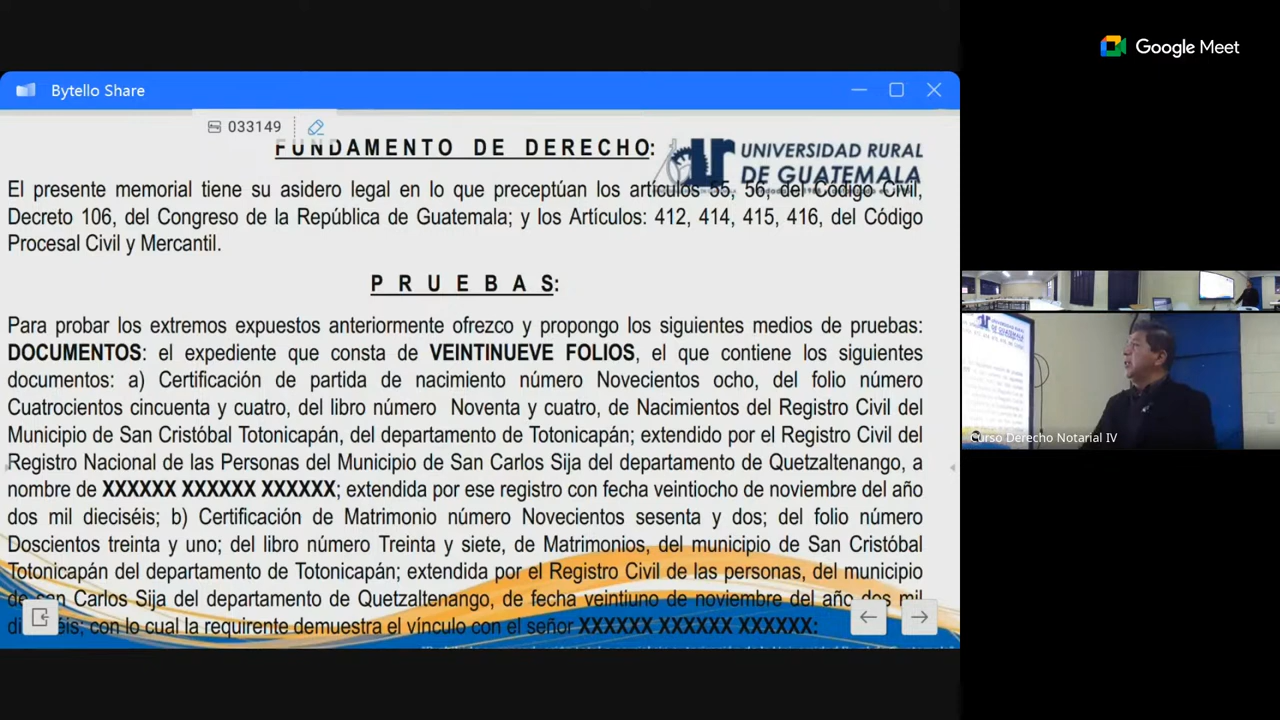 Google Meet
Bytello Share
033149
FUNDAMENTO DE DERECHO:
UNIVERSIDAD RURAL
DE GUATEMALA
El presente memorial tiene su asidero legal en lo que preceptúan los artículos 55, 56, del Código Civil,
Decreto 106, del Congreso de la República de Guatemala; y los Artículos: 412, 414, 415, 416, del Código
Procesal Civil y Mercantil.
PRUEBAS:
Para probar los extremos expuestos anteriormente ofrezco y propongo los siguientes medios de pruebas:
DOCUMENTOS: el expediente que consta de VEINTINUEVE FOLIOS, el que contiene los siguientes
documentos: a) Certificación de partida de nacimiento número Novecientos ocho, del folio número
Cuatrocientos cincuenta y cuatro, del libro número Noventa y cuatro, de Nacimientos del Registro Civil del
Municipio de San Cristóbal Totonicapán, del departamento de Totonicapán; extendido por el Registro Civil del
Registro Nacional de las Personas del Municipio de San Carlos Sija del departamento de Quetzaltenango, a
nombre de XXXXXX XXXXXX XXXXXX; extendida por ese registro con fecha veintiocho de noviembre del año
dos mil dieciséis; b) Certificación de Matrimonio número Novecientos sesenta y dos; del folio número
Doscientos treinta y uno; del libro número Treinta y siete, de Matrimonios, del municipio de San Cristóbal
Totonicapán del departamento de Totonicapán; extendida por el Registro Civil de las personas, del municipio
de san Carlos Sija del departamento de Quetzaltenango, de fecha veintiuno de noviembre del año dos mil
con lo cual la requirente demuestra el vínculo con el señor XXXXXX XXXXXX XXXXXX:
Curso Derecho Notarial IV